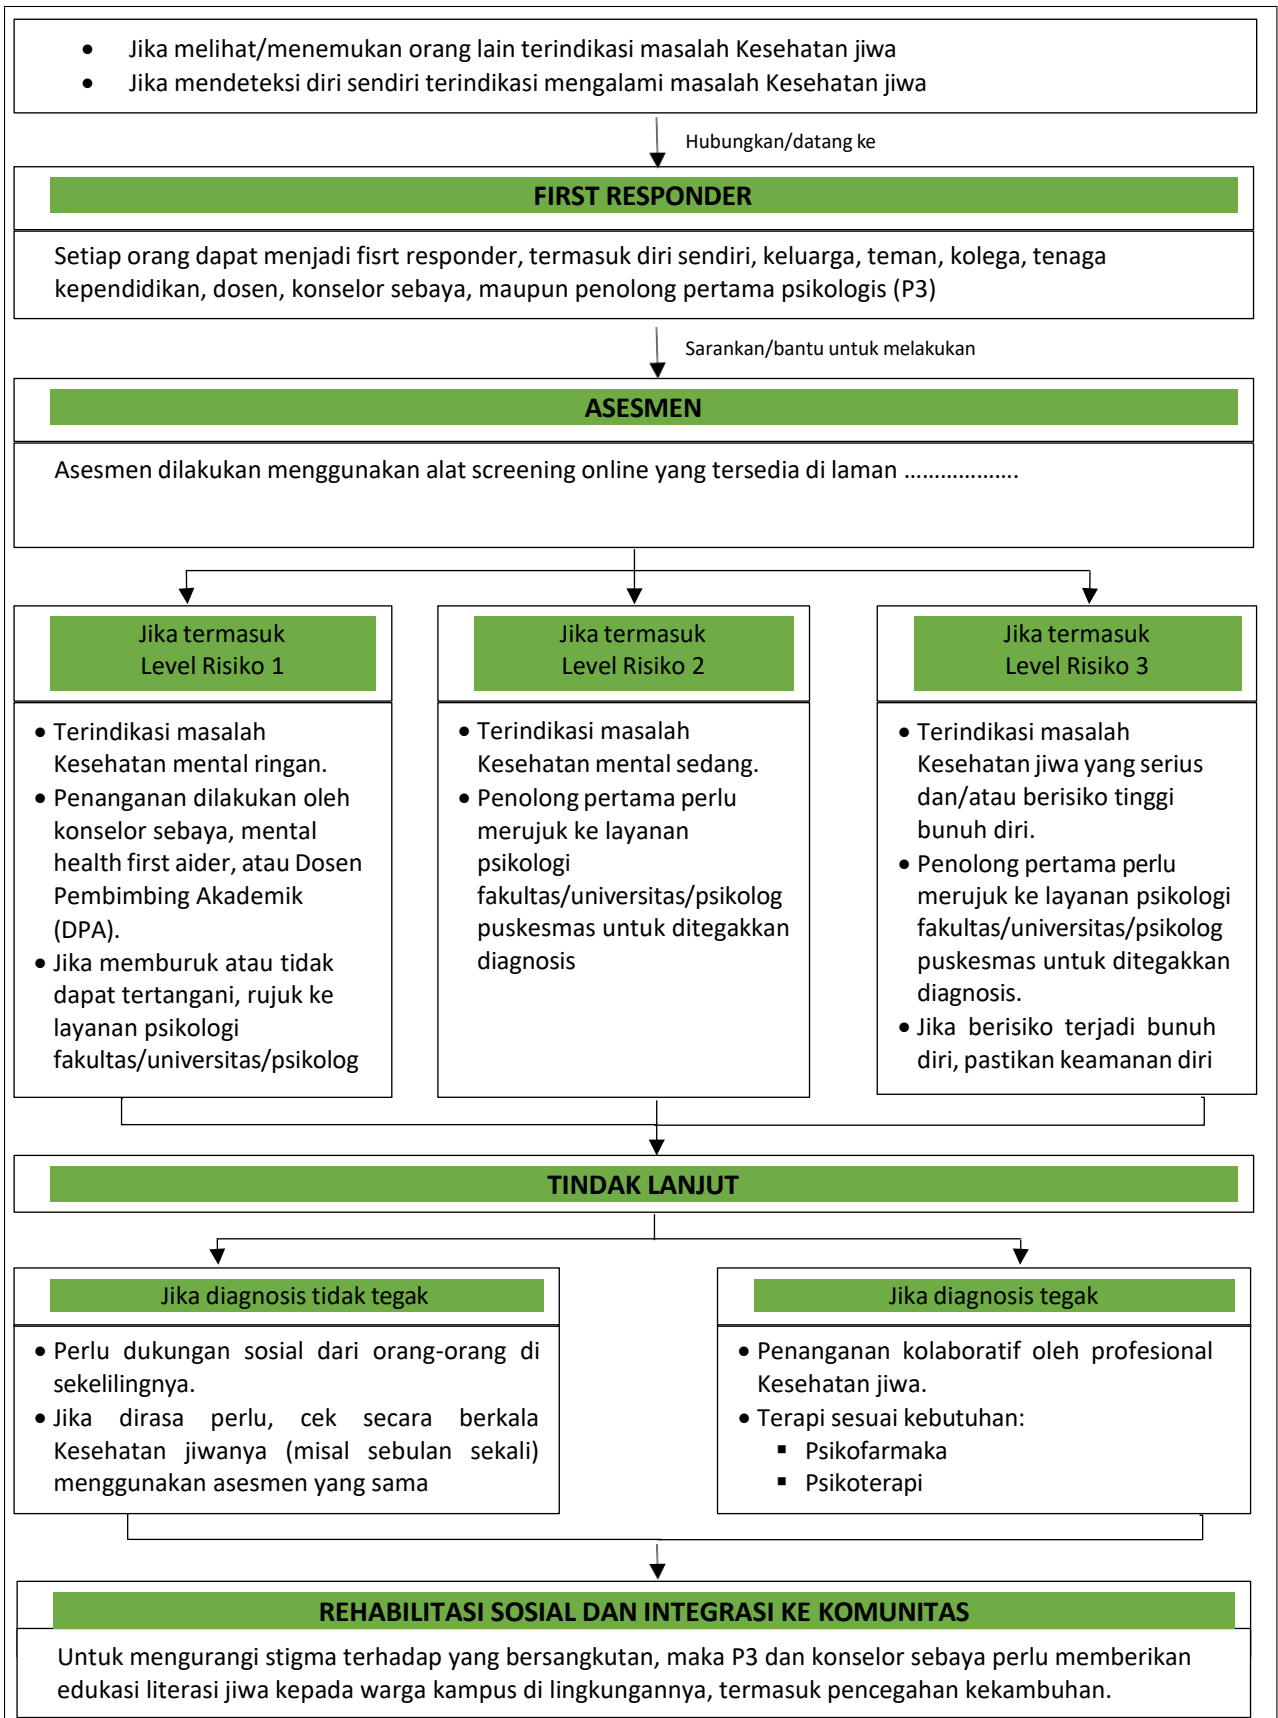 • Jika melihat/menemukan orang lain terindikasi masalah Kesehatan jiwa
• Jika mendeteksi diri sendiri terindikasi mengalami masalah Kesehatan jiwa
Hubungkan/datang ke
FIRST RESPONDER
Setiap orang dapat menjadi fisrt responder, termasuk diri sendiri, keluarga, teman, kolega, tenaga
kependidikan, dosen, konselor sebaya, maupun penolong pertama psikologis (P3)
Sarankan/bantu untuk melakukan
ASESMEN
Asesmen dilakukan menggunakan alat screening online yang tersedia di laman ...................
Jika termasuk
Level Risiko 1
• Terindikasi masalah
Kesehatan mental ringan.
• Penanganan dilakukan oleh
konselor sebaya, mental
health first aider, atau Dosen
Pembimbing Akademik
(DPA).
• Jika memburuk atau tidak
dapat tertangani, rujuk ke
layanan psikologi
fakultas/universitas/psikolog
Jika termasuk
Level Risiko 2
• Terindikasi masalah
Kesehatan mental sedang.
• Penolong pertama perlu
merujuk ke layanan
psikologi
fakultas/universitas/psikolog
puskesmas untuk ditegakkan
diagnosis
Jika termasuk
Level Risiko 3
• Terindikasi masalah
Kesehatan jiwa yang serius
dan/atau berisiko tinggi
bunuh diri.
• Penolong pertama perlu
merujuk ke layanan psikologi
fakultas/universitas/psikolog
puskesmas untuk ditegakkan
diagnosis.
• Jika berisiko terjadi bunuh
diri, pastikan keamanan diri
TINDAK LANJUT
Jika diagnosis tidak tegak
• Perlu dukungan sosial dari orang-orang di
sekelilingnya.
• Jika dirasa perlu, cek secara berkala
Kesehatan jiwanya (misal sebulan sekali)
menggunakan asesmen yang sama
Jika diagnosis tegak
• Penanganan kolaboratif oleh profesional
Kesehatan jiwa.
• Terapi sesuai kebutuhan:
▪ Psikofarmaka
▪ Psikoterapi
REHABILITASI SOSIAL DAN INTEGRASI KE KOMUNITAS
Untuk mengurangi stigma terhadap yang bersangkutan, maka P3 dan konselor sebaya perlu memberikan
edukasi literasi jiwa kepada warga kampus di lingkungannya, termasuk pencegahan kekambuhan.